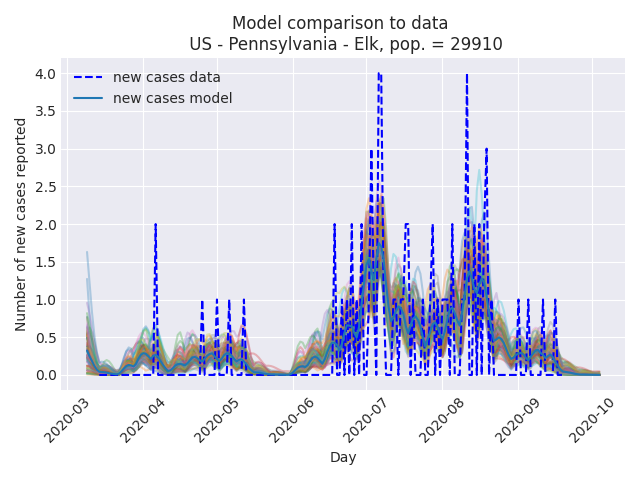 Model comparison to data
US - Pennsylvania - Elk, pop. = 29910
new cases data
new cases model
Number of new cases reported
4.0
3.5
3.0
2.5
2.0
1.5
1.0
0.5
0.0
2020-03
2020-04
2020-05
2020-06
2020-07
2020-08
2020-09
2020-10
Day